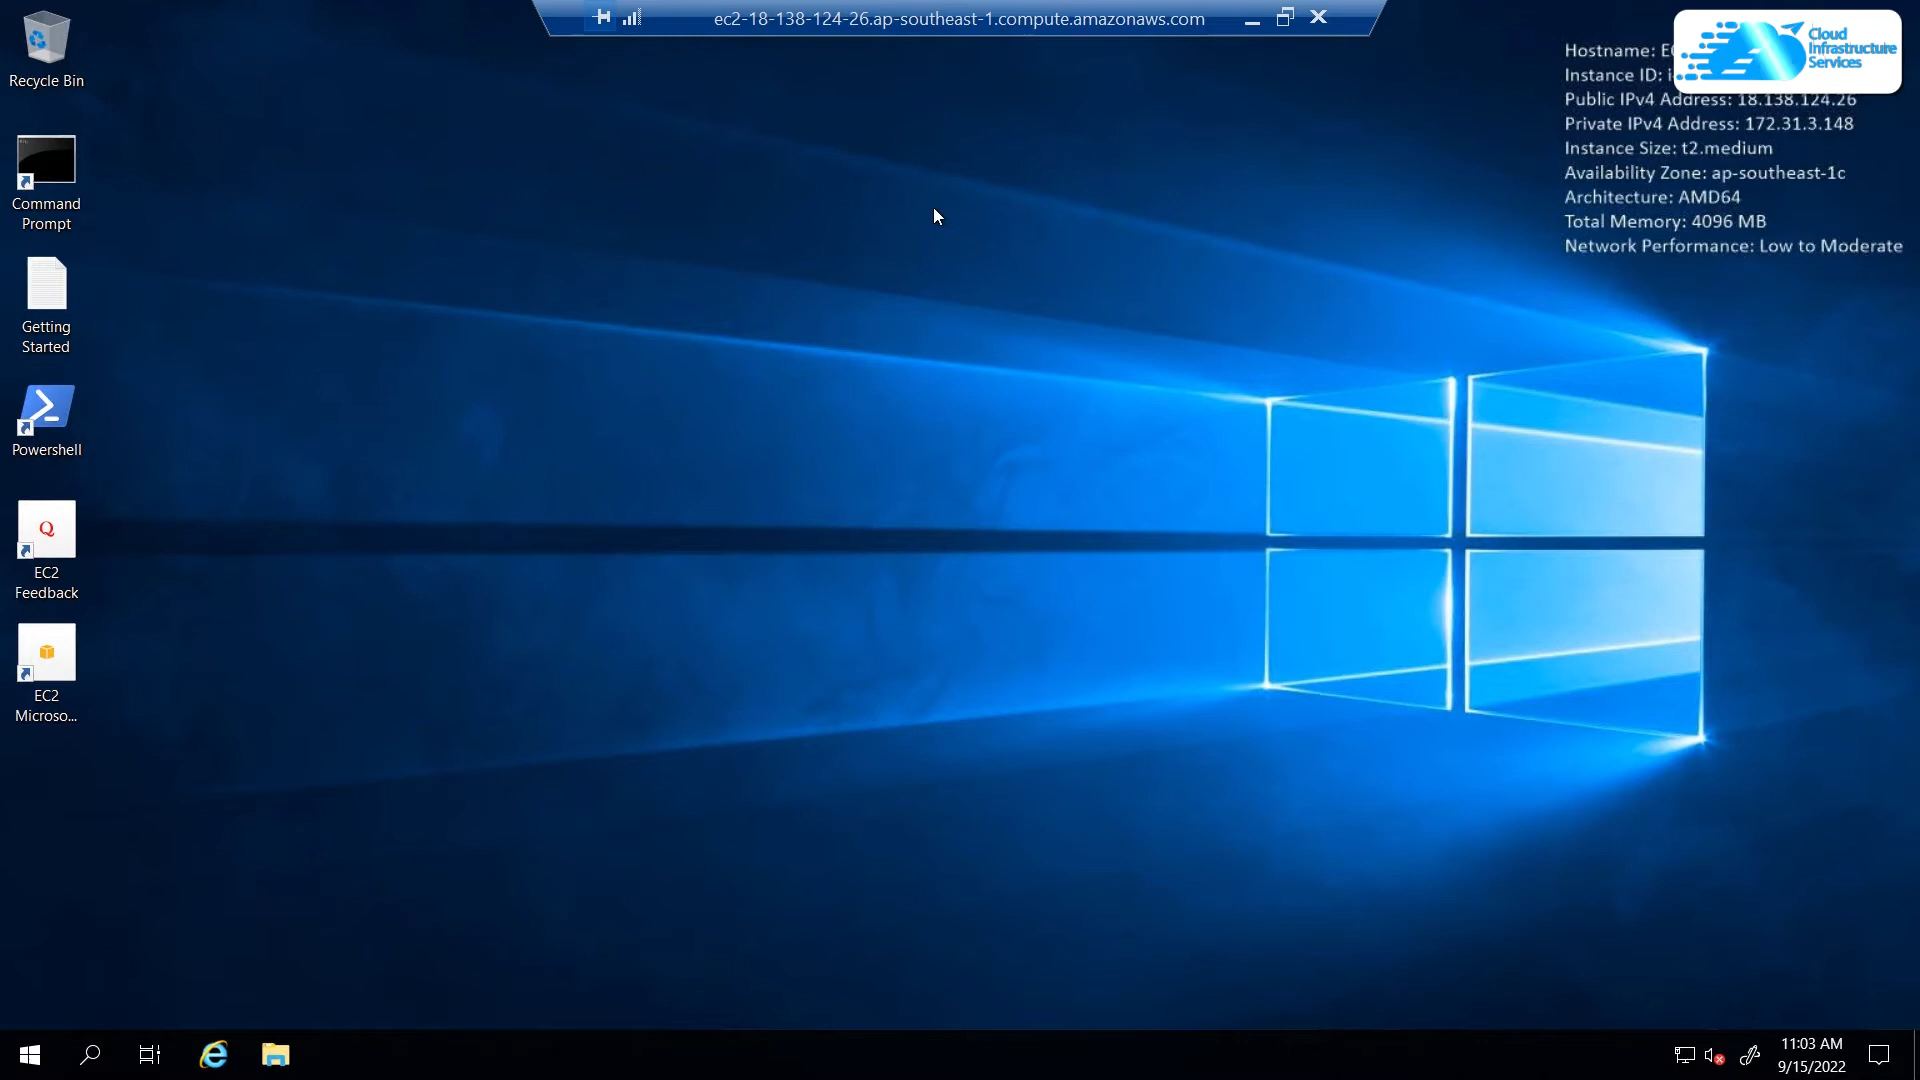 ec2-18-138-124-26.ap-southeast-1.compute.amazonaws.com
Cloud
Infrastructure
Services
Hostname:
Instance ID:
Public IPv4 Address: 18.138.124.26
Private IPv4 Address: 172.31.3.148
Instance Size: t2.medium
Availability Zone: ap-southeast-1c
Architecture: AMD64
Total Memory: 4096 MB
Network Performance: Low to Moderate
Recycle Bin
Command
Prompt
Getting
Started
Powershell
Q
EC2
Feedback
EC2
Microso...
11:03 AM
9/15/2022